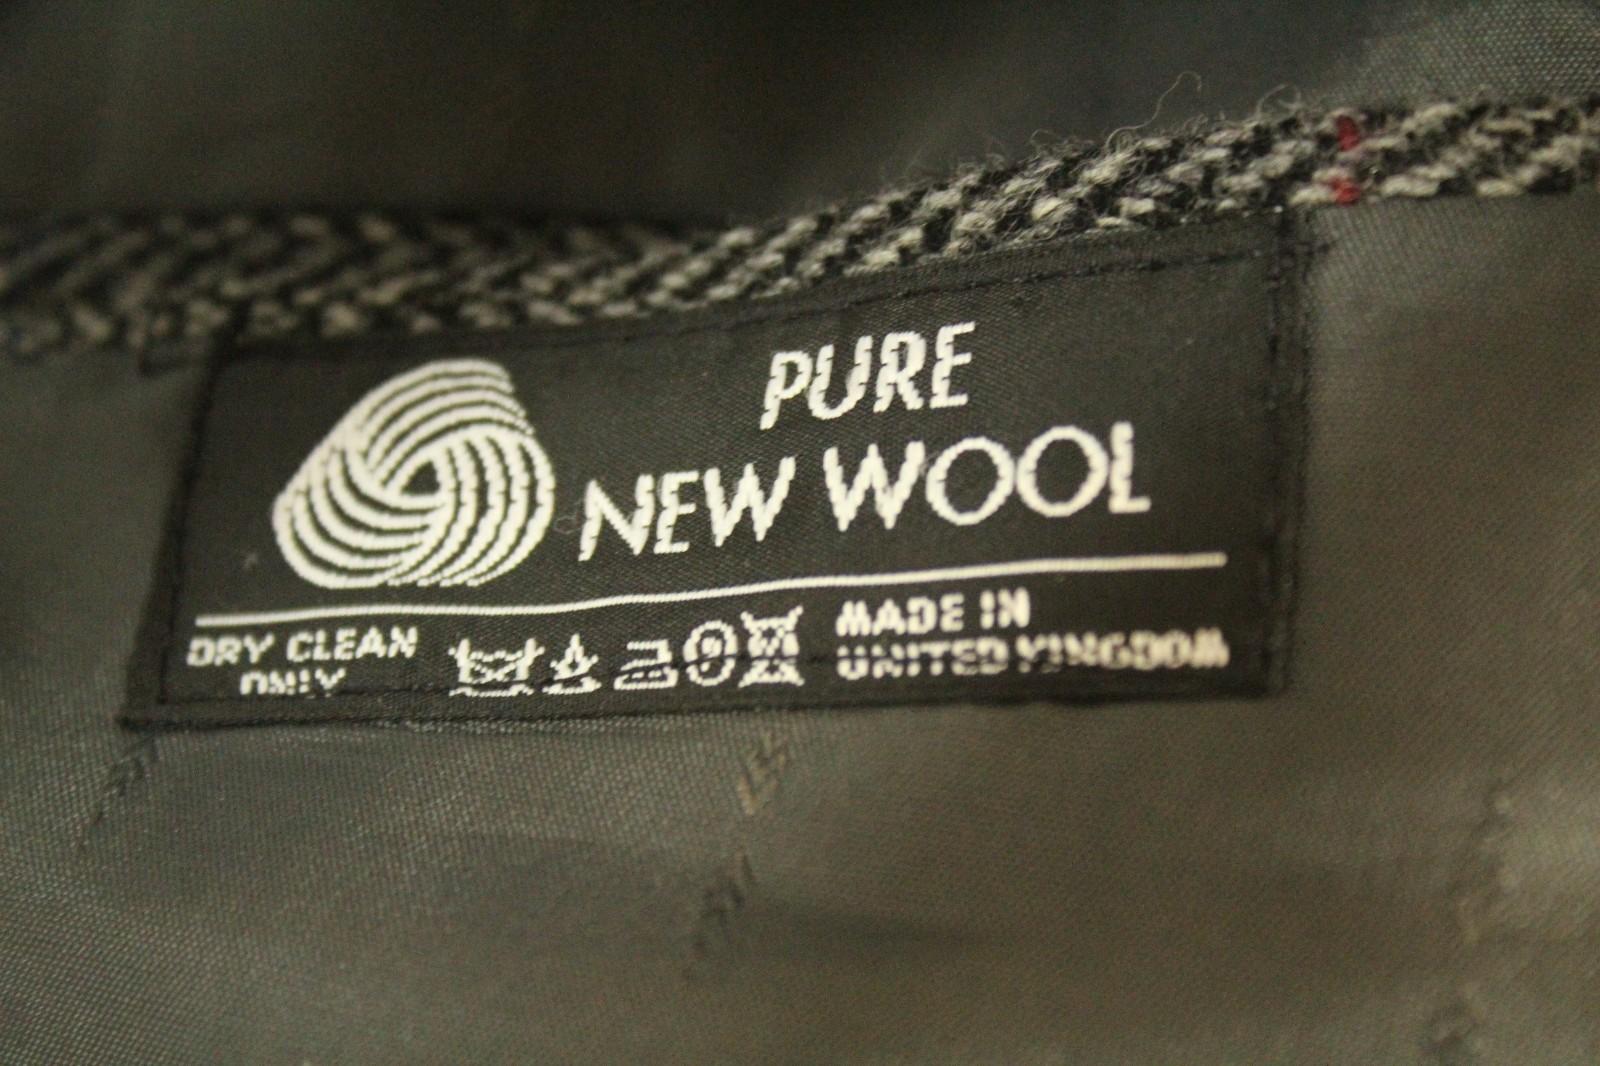 PURE
NEW WOOL
DRY CLEAN
ONLY
MADE IN
UNITED KINGDOM